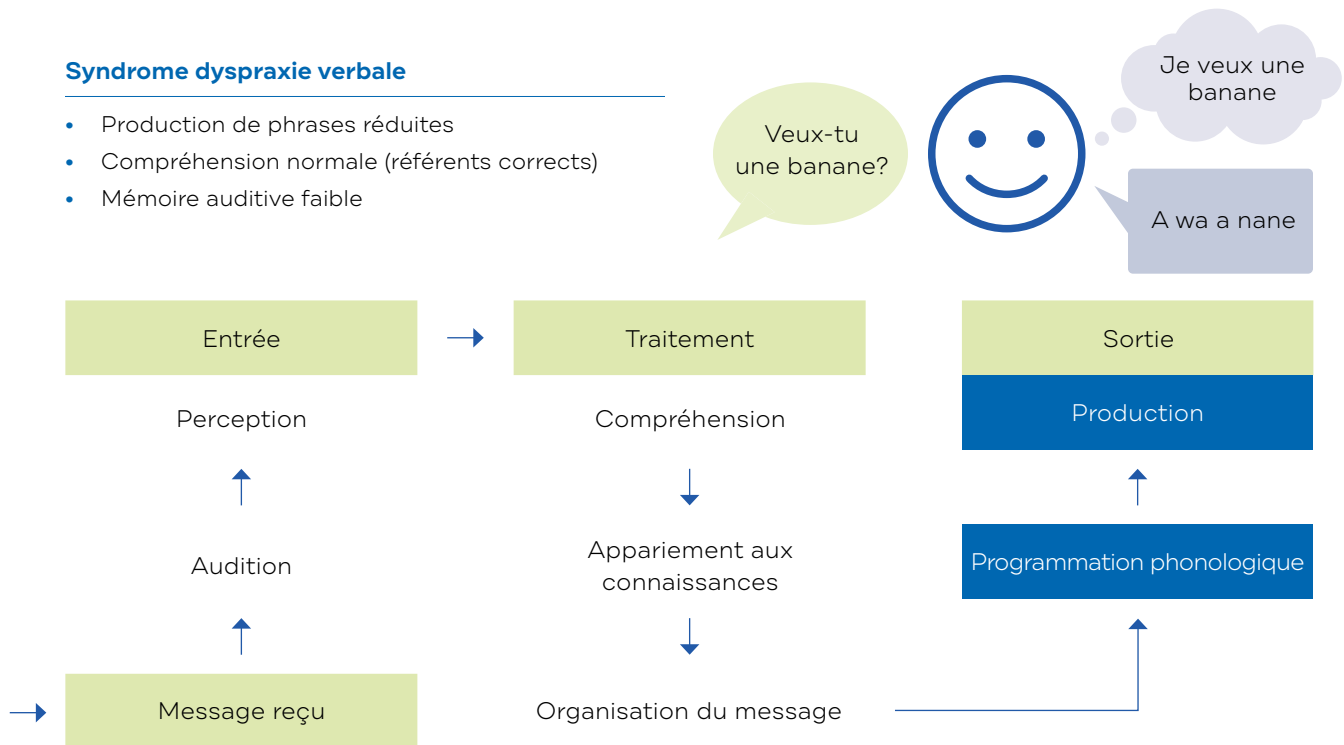 Syndrome dyspraxie verbale
• Production de phrases réduites
• Compréhension normale (référents corrects)
• Mémoire auditive faible
Veux-tu
une banane?
Je veux une
banane
A wa a nane
Entrée
Traitement
Sortie
Perception
Compréhension
Production
Audition
Appariement aux
connaissances
Programmation phonologique
Message reçu
Organisation du message